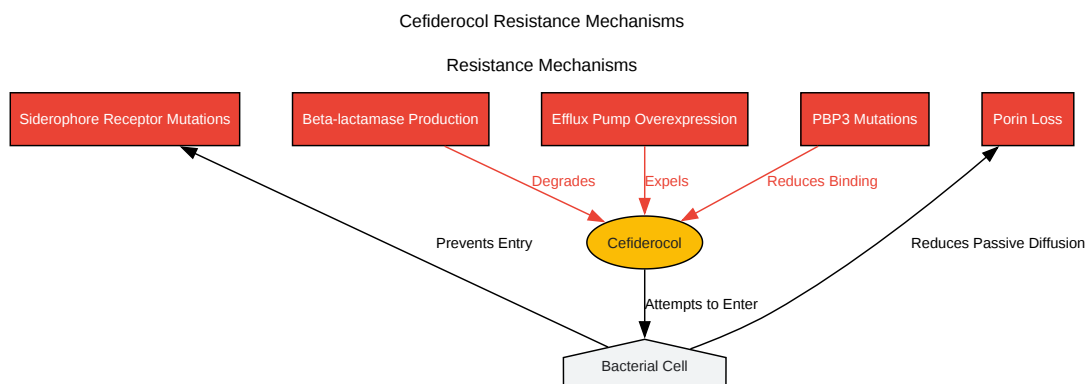 Cefiderocol Resistance Mechanisms
Resistance Mechanisms
Siderophore Receptor Mutations
Beta-lactamase Production
Efflux Pump Overexpression
PBP3 Mutations
Porin Loss
Degrades
Expels
Reduces Binding
Prevents Entry
Cefiderocol
Reduces Passive Diffusion
Attempts to Enter
Bacterial Cell